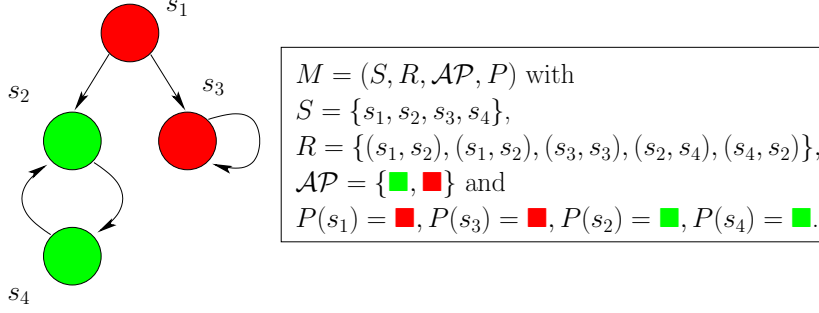 s₁
s₂
s₃
s₄
M = (S, R, 𝒜𝒫, P) with
S = {s₁, s₂, s₃, s₄},
R = {(s₁, s₂), (s₁, s₂), (s₃, s₃), (s₂, s₄), (s₄, s₂)},
𝒜𝒫 = {🟩, 🟥} and
P(s₁) = 🟥, P(s₃) = 🟥, P(s₂) = 🟩, P(s₄) = 🟩.